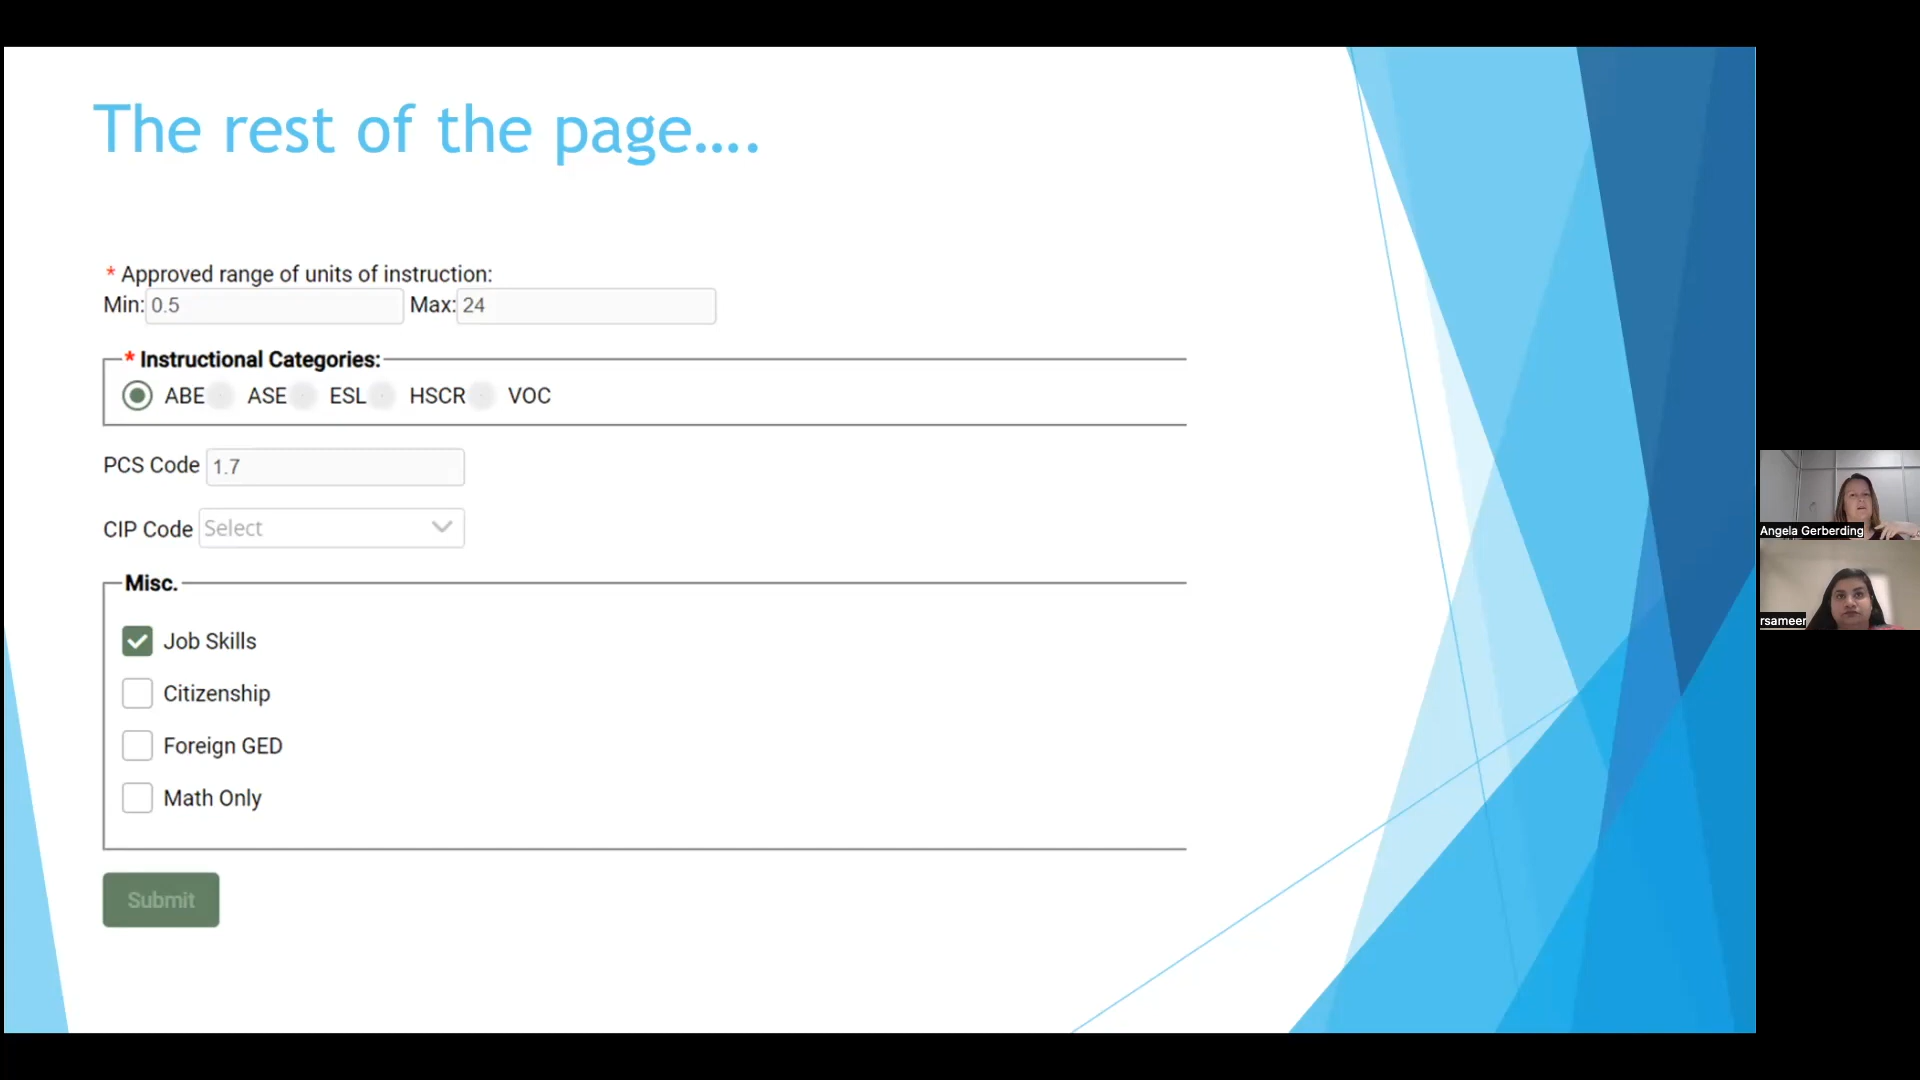 The rest of the page....
* Approved range of units of instruction:
Min: 0.5 Max: 24
* Instructional Categories:
ABE ASE ESL HSCR VOC
PCS Code 1.7
CIP Code Select
Misc.
Job Skills
Citizenship
Foreign GED
Math Only
Submit
Angela Gerberding
rsameer